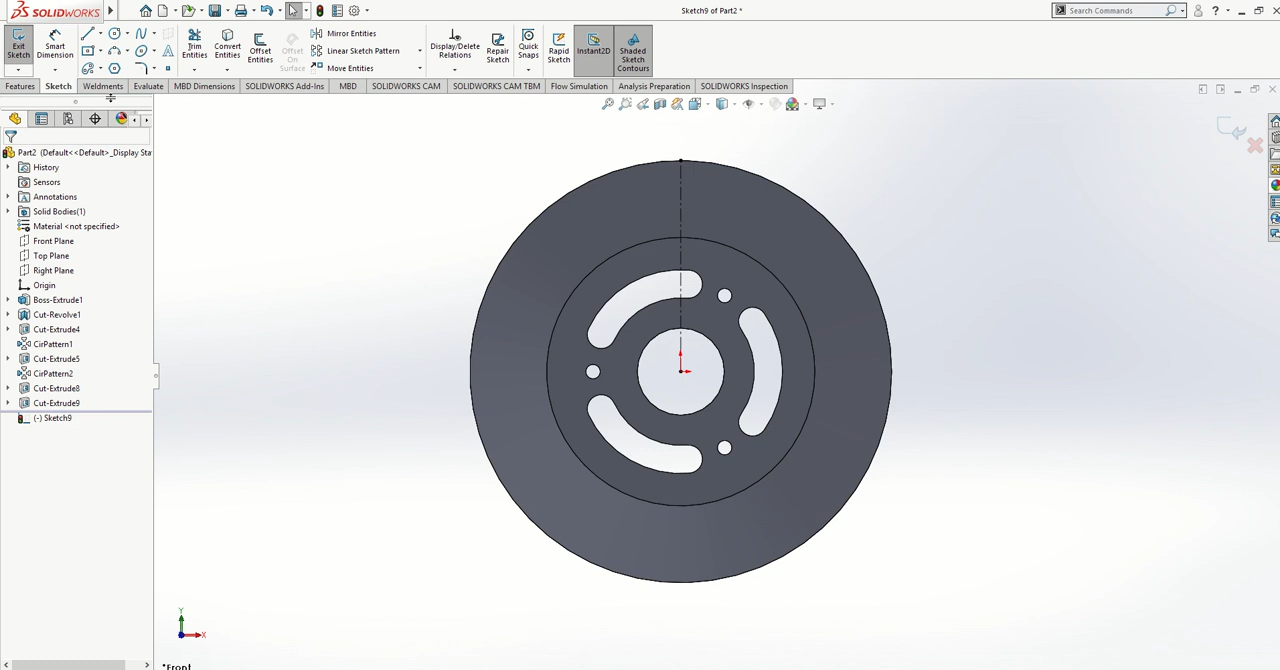 SOLIDWORKS
Sketch9 of Part2 *
Search Commands
?
Exit Sketch
Smart Dimension
Trim Entities
Convert Entities
Offset Entities
Offset On Surface
Mirror Entities
Linear Sketch Pattern
Move Entities
Display/Delete Relations
Repair Sketch
Quick Snaps
Rapid Sketch
Instant2D
Shaded Sketch Contours
Features Sketch Weldments Evaluate MBD Dimensions SOLIDWORKS Add-Ins MBD SOLIDWORKS CAM SOLIDWORKS CAM TBM Flow Simulation Analysis Preparation SOLIDWORKS Inspection
Part2 (Default<<Default>_Display Sta
History
Sensors
Annotations
Solid Bodies(1)
Material <not specified>
Front Plane
Top Plane
Right Plane
Origin
Boss-Extrude1
Cut-Revolve1
Cut-Extrude4
CirPattern1
Cut-Extrude5
CirPattern2
Cut-Extrude8
Cut-Extrude9
(-) Sketch9
Y
X
*Front